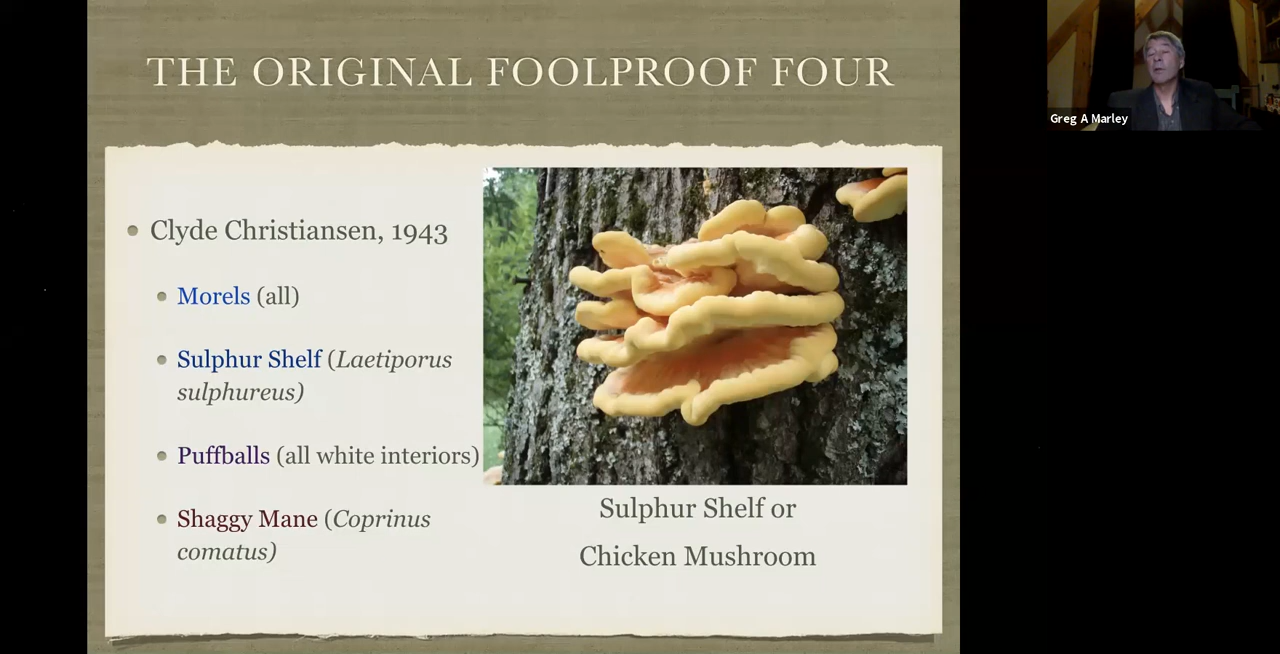 THE ORIGINAL FOOLPROOF FOUR
Clyde Christiansen, 1943
Morels (all)
Sulphur Shelf (Laetiporus
sulphureus)
Puffballs (all white interiors)
Shaggy Mane (Coprinus
comatus)
Sulphur Shelf or
Chicken Mushroom
Greg A Marley